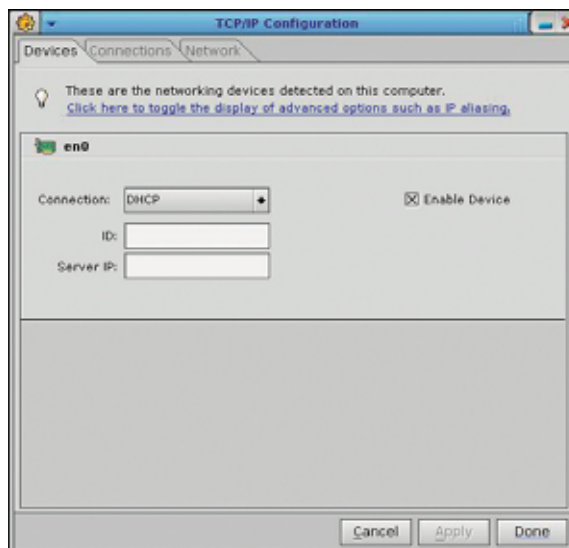 TCP/IP Configuration
Devices Connections Network
These are the networking devices detected on this computer.
Click here to toggle the display of advanced options such as IP aliasing.
en0
Connection: DHCP
Enable Device
ID:
Server IP:
Cancel Apply Done